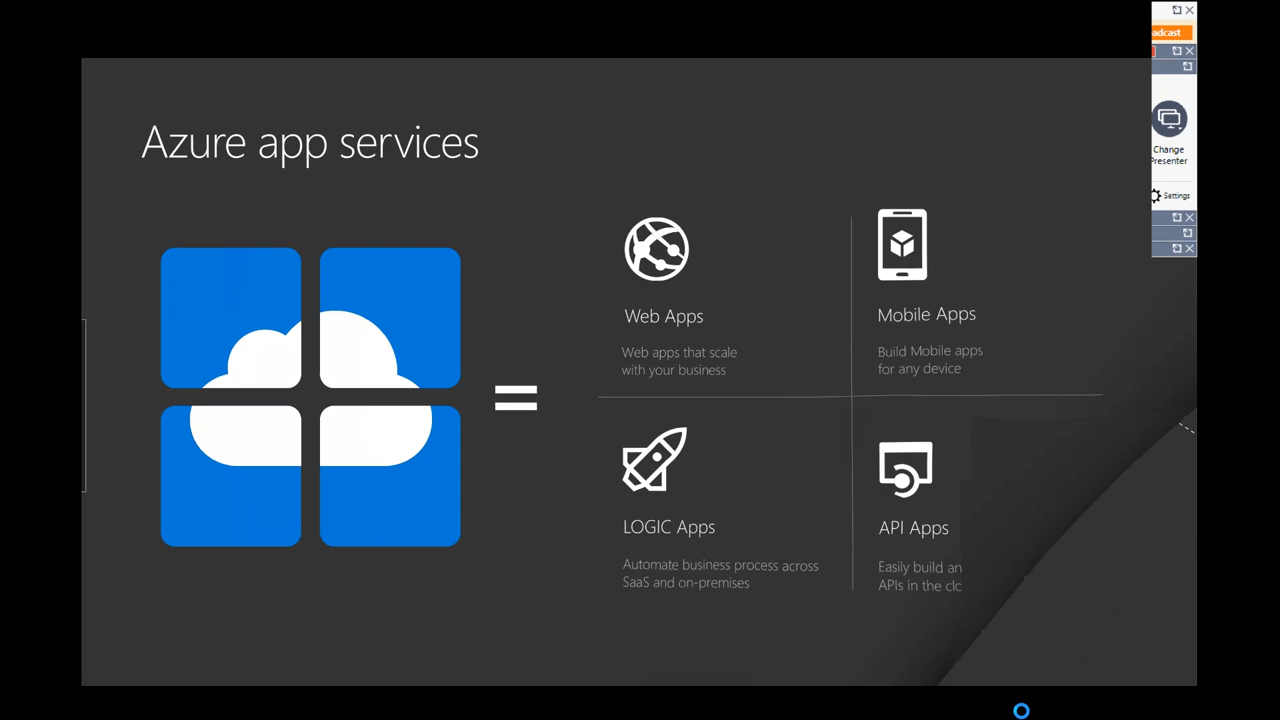 Azure app services
=
Web Apps
Web apps that scale
with your business
Mobile Apps
Build Mobile apps
for any device
LOGIC Apps
Automate business process across
SaaS and on-premises
API Apps
Easily build an
APIs in the
Change
Presenter
Settings